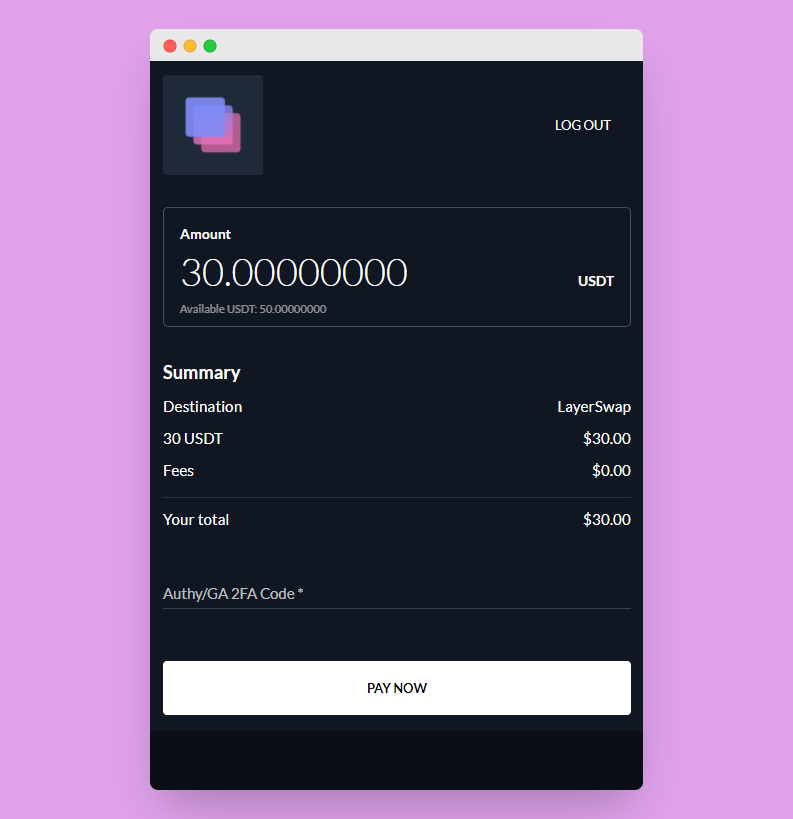 LOG OUT
Amount
30.00000000
USDT
Available USDT: 50.00000000
Summary
Destination LayerSwap
30 USDT $30.00
Fees $0.00
Your total $30.00
Authy/GA 2FA Code *
PAY NOW